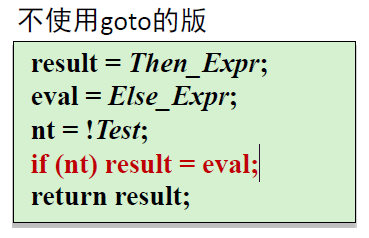 不使用goto的版
result = Then_Expr;
eval = Else_Expr;
nt = !Test;
if (nt) result = eval;
return result;